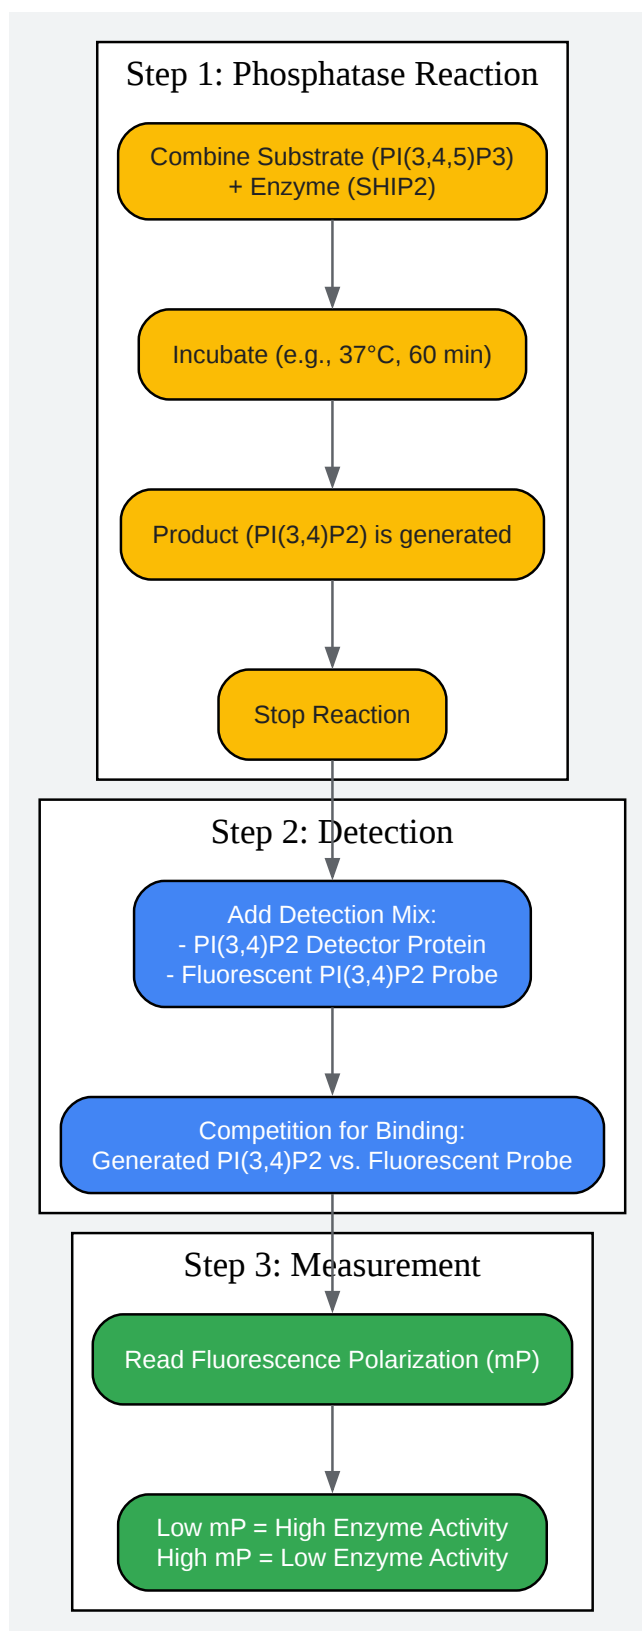 Step 1: Phosphatase Reaction
Combine Substrate (PI(3,4,5)P3)
+ Enzyme (SHIP2)
Incubate (e.g., 37°C, 60 min)
Product (PI(3,4)P2) is generated
Stop Reaction
Step 2: Detection
Add Detection Mix:
- PI(3,4)P2 Detector Protein
- Fluorescent PI(3,4)P2 Probe
Competition for Binding:
Generated PI(3,4)P2 vs. Fluorescent Probe
Step 3: Measurement
Read Fluorescence Polarization (mP)
Low mP = High Enzyme Activity
High mP = Low Enzyme Activity